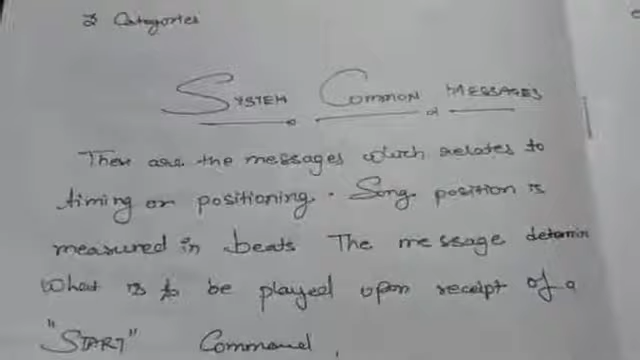 2 Categories
SYSTEM COMMON MESSAGES
These are the messages which relates to
timing or positioning. Song position is
measured in beats The message determin
What is to be played upon receipt of a
"START" Command.